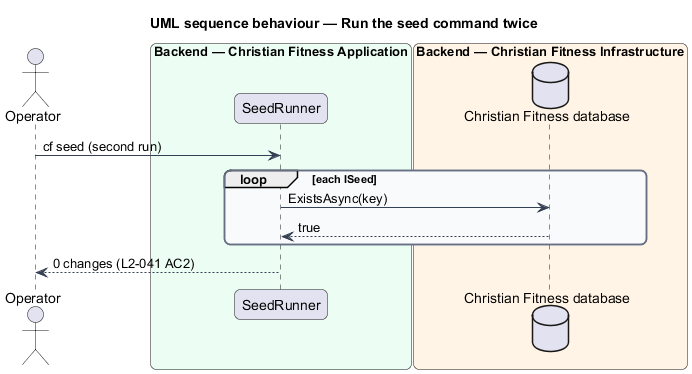 UML sequence behaviour — Run the seed command twice
Backend — Christian Fitness Application
Backend — Christian Fitness Infrastructure
Operator
SeedRunner
Christian Fitness database
cf seed (second run)
loop
[each ISeed]
ExistsAsync(key)
true
0 changes (L2-041 AC2)
Operator
SeedRunner
Christian Fitness database